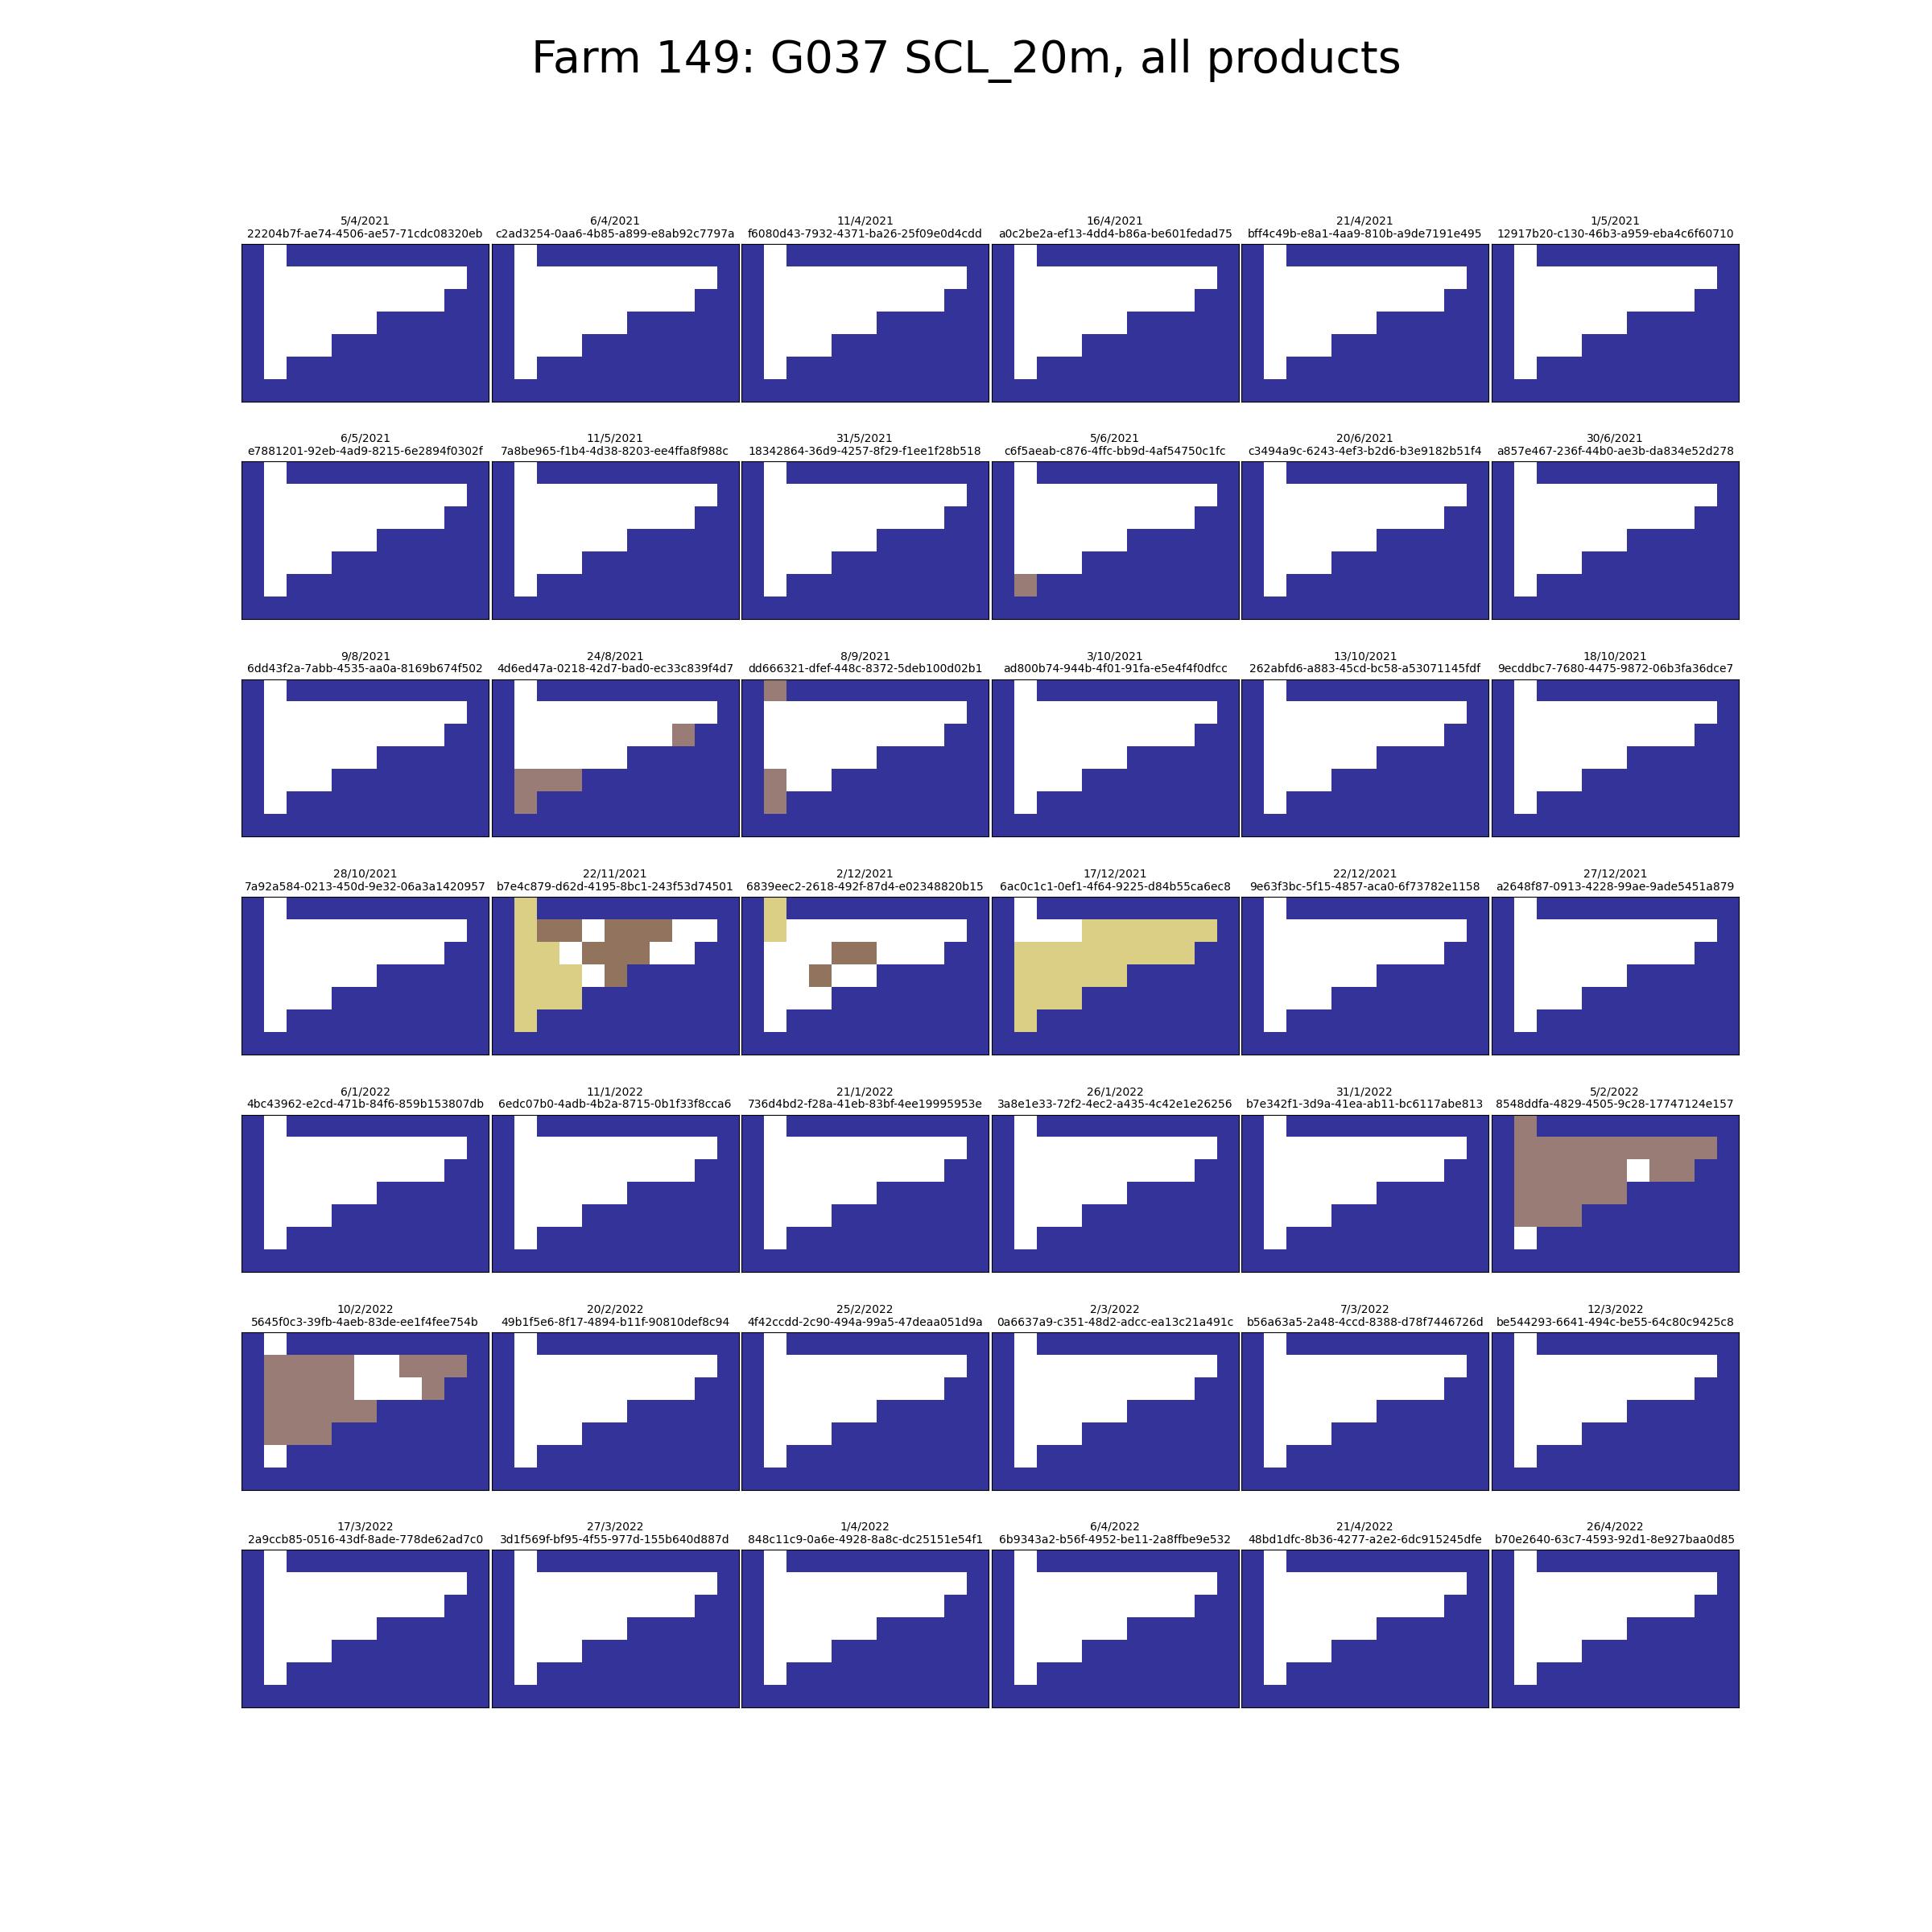 Farm 149: G037 SCL_20m, all products
5/4/2021
22204b7f-ae74-4506-ae57-71cdc08320eb
6/4/2021
c2ad3254-0aa6-4b85-a899-e8ab92c7797a
11/4/2021
f6080d43-7932-4371-ba26-25f09e0d4cdd
16/4/2021
a0c2be2a-ef13-4dd4-b86a-be601fedad75
21/4/2021
bff4c49b-e8a1-4aa9-810b-a9de7191e495
1/5/2021
12917b20-c130-46b3-a959-eba4c6f60710
6/5/2021
e7881201-92eb-4ad9-8215-6e2894f0302f
11/5/2021
7a8be965-f1b4-4d38-8203-ee4ffa8f988c
31/5/2021
18342864-36d9-4257-8f29-f1ee1f28b518
5/6/2021
c6f5aeab-c876-4ffc-bb9d-4af54750c1fc
20/6/2021
c3494a9c-6243-4ef3-b2d6-b3e9182b51f4
30/6/2021
a857e467-236f-44b0-ae3b-da834e52d278
9/8/2021
6dd43f2a-7abb-4535-aa0a-8169b674f502
24/8/2021
4d6ed47a-0218-42d7-bad0-ec33c839f4d7
8/9/2021
dd666321-dfef-448c-8372-5deb100d02b1
3/10/2021
ad800b74-944b-4f01-91fa-e5e4f4f0dfcc
13/10/2021
262abfd6-a883-45cd-bc58-a53071145fdf
18/10/2021
9ecddbc7-7680-4475-9872-06b3fa36dce7
28/10/2021
7a92a584-0213-450d-9e32-06a3a1420957
22/11/2021
b7e4c879-d62d-4195-8bc1-243f53d74501
2/12/2021
6839eec2-2618-492f-87d4-e02348820b15
17/12/2021
6ac0c1c1-0ef1-4f64-9225-d84b55ca6ec8
22/12/2021
9e63f3bc-5f15-4857-aca0-6f73782e1158
27/12/2021
a2648f87-0913-4228-99ae-9ade5451a879
6/1/2022
4bc43962-e2cd-471b-84f6-859b153807db
11/1/2022
6edc07b0-4adb-4b2a-8715-0b1f33f8cca6
21/1/2022
736d4bd2-f28a-41eb-83bf-4ee19995953e
26/1/2022
3a8e1e33-72f2-4ec2-a435-4c42e1e26256
31/1/2022
b7e342f1-3d9a-41ea-ab11-bc6117abe813
5/2/2022
8548ddfa-4829-4505-9c28-17747124e157
10/2/2022
5645f0c3-39fb-4aeb-83de-ee1f4fee754b
20/2/2022
49b1f5e6-8f17-4894-b11f-90810def8c94
25/2/2022
4f42ccdd-2c90-494a-99a5-47deaa051d9a
2/3/2022
0a6637a9-c351-48d2-adcc-ea13c21a491c
7/3/2022
b56a63a5-2a48-4ccd-8388-d78f7446726d
12/3/2022
be544293-6641-494c-be55-64c80c9425c8
17/3/2022
2a9ccb85-0516-43df-8ade-778de62ad7c0
27/3/2022
3d1f569f-bf95-4f55-977d-155b640d887d
1/4/2022
848c11c9-0a6e-4928-8a8c-dc25151e54f1
6/4/2022
6b9343a2-b56f-4952-be11-2a8ffbe9e532
21/4/2022
48bd1dfc-8b36-4277-a2e2-6dc915245dfe
26/4/2022
b70e2640-63c7-4593-92d1-8e927baa0d85